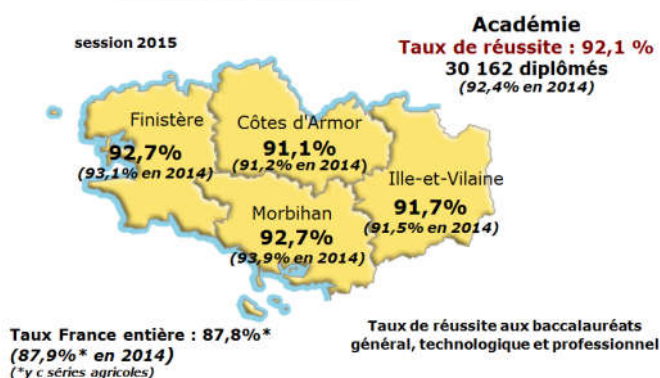 session 2015
Académie
Taux de réussite : 92,1 %
30 162 diplômés
(92,4% en 2014)
Finistère
92,7%
(93,1% en 2014)
Côtes d'Armor
91,1%
(91,2% en 2014)
Ille-et-Vilaine
91,7%
(91,5% en 2014)
Morbihan
92,7%
(93,9% en 2014)
Taux France entière : 87,8%*
(87,9%* en 2014)
(*y c séries agricoles)
Taux de réussite aux baccalauréats
général, technologique et professionnel